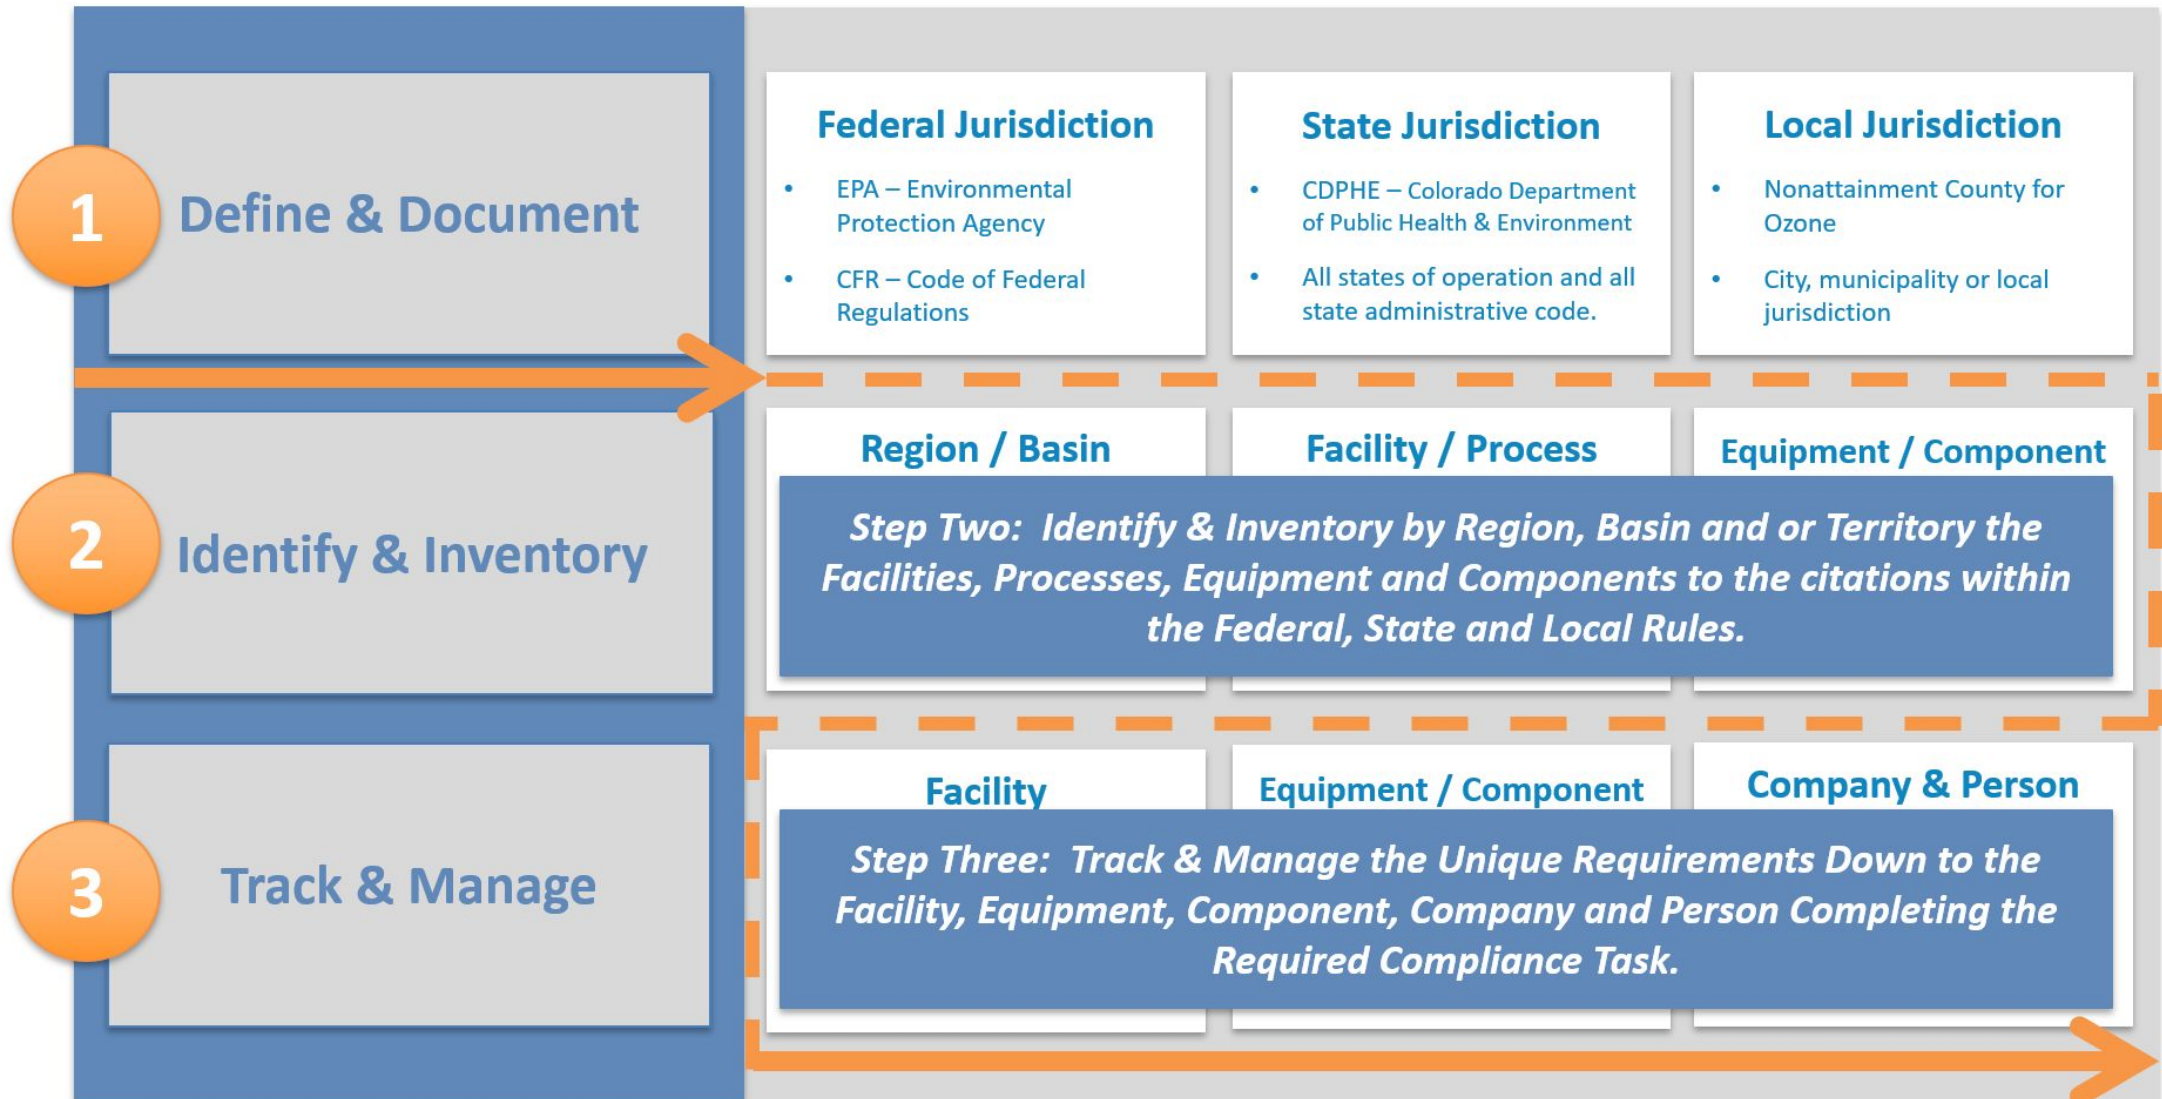 1
Define & Document
Federal Jurisdiction
• EPA – Environmental
Protection Agency
• CFR – Code of Federal
Regulations
State Jurisdiction
• CDPHE – Colorado Department
of Public Health & Environment
• All states of operation and all
state administrative code.
Local Jurisdiction
• Nonattainment County for
Ozone
• City, municipality or local
jurisdiction
2
Identify & Inventory
Region / Basin
Facility / Process
Equipment / Component
Step Two:  Identify & Inventory by Region, Basin and or Territory the
Facilities, Processes, Equipment and Components to the citations within
the Federal, State and Local Rules.
3
Track & Manage
Facility
Equipment / Component
Company & Person
Step Three:  Track & Manage the Unique Requirements Down to the
Facility, Equipment, Component, Company and Person Completing the
Required Compliance Task.